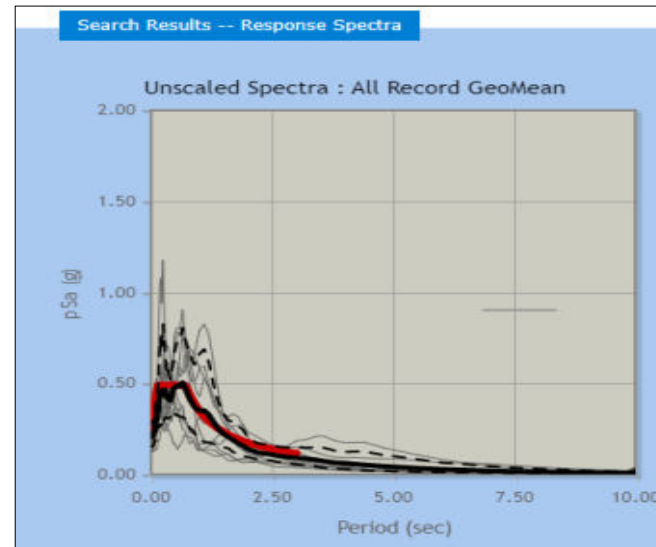 Search Results -- Response Spectra
Unscaled Spectra : All Record GeoMean
2.00
1.50
1.00
0.50
0.00
pSa (g)
0.00 2.50 5.00 7.50 10.00
Period (sec)